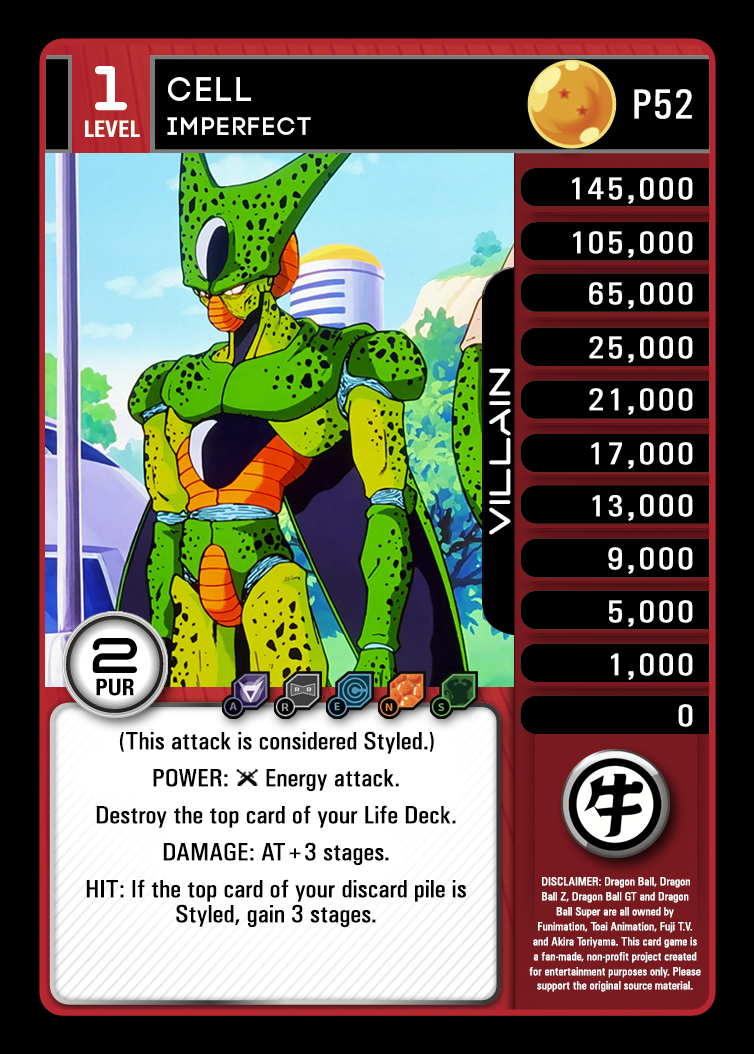 1
LEVEL
CELL
IMPERFECT
P52
145,000
105,000
65,000
25,000
21,000
17,000
13,000
9,000
5,000
1,000
0
VILLAIN
2
PUR
A R E N S
(This attack is considered Styled.)
POWER: Energy attack.
Destroy the top card of your Life Deck.
DAMAGE: AT+3 stages.
HIT: If the top card of your discard pile is
Styled, gain 3 stages.
牛
DISCLAIMER: Dragon Ball, Dragon
Ball Z, Dragon Ball GT and Dragon
Ball Super are all owned by
Funimation, Toei Animation, Fuji T.V.
and Akira Toriyama. This card game is
a fan-made, non-profit project created
for entertainment purposes only. Please
support the original source material.